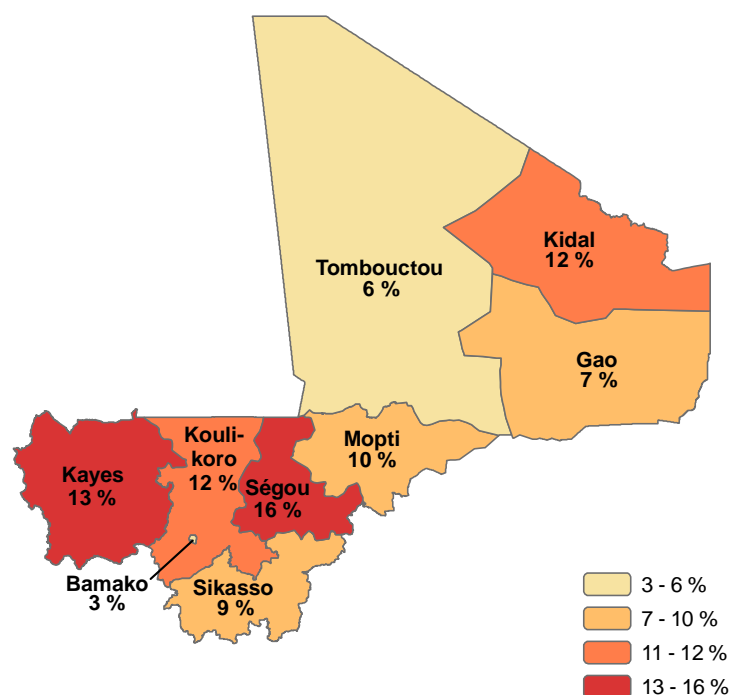 Tombouctou
6 %
Kidal
12 %
Gao
7 %
Mopti
10 %
Kouli-
koro
12 %
Kayes
13 %
Ségou
16 %
Bamako
3 %
Sikasso
9 %
3 - 6 %
7 - 10 %
11 - 12 %
13 - 16 %